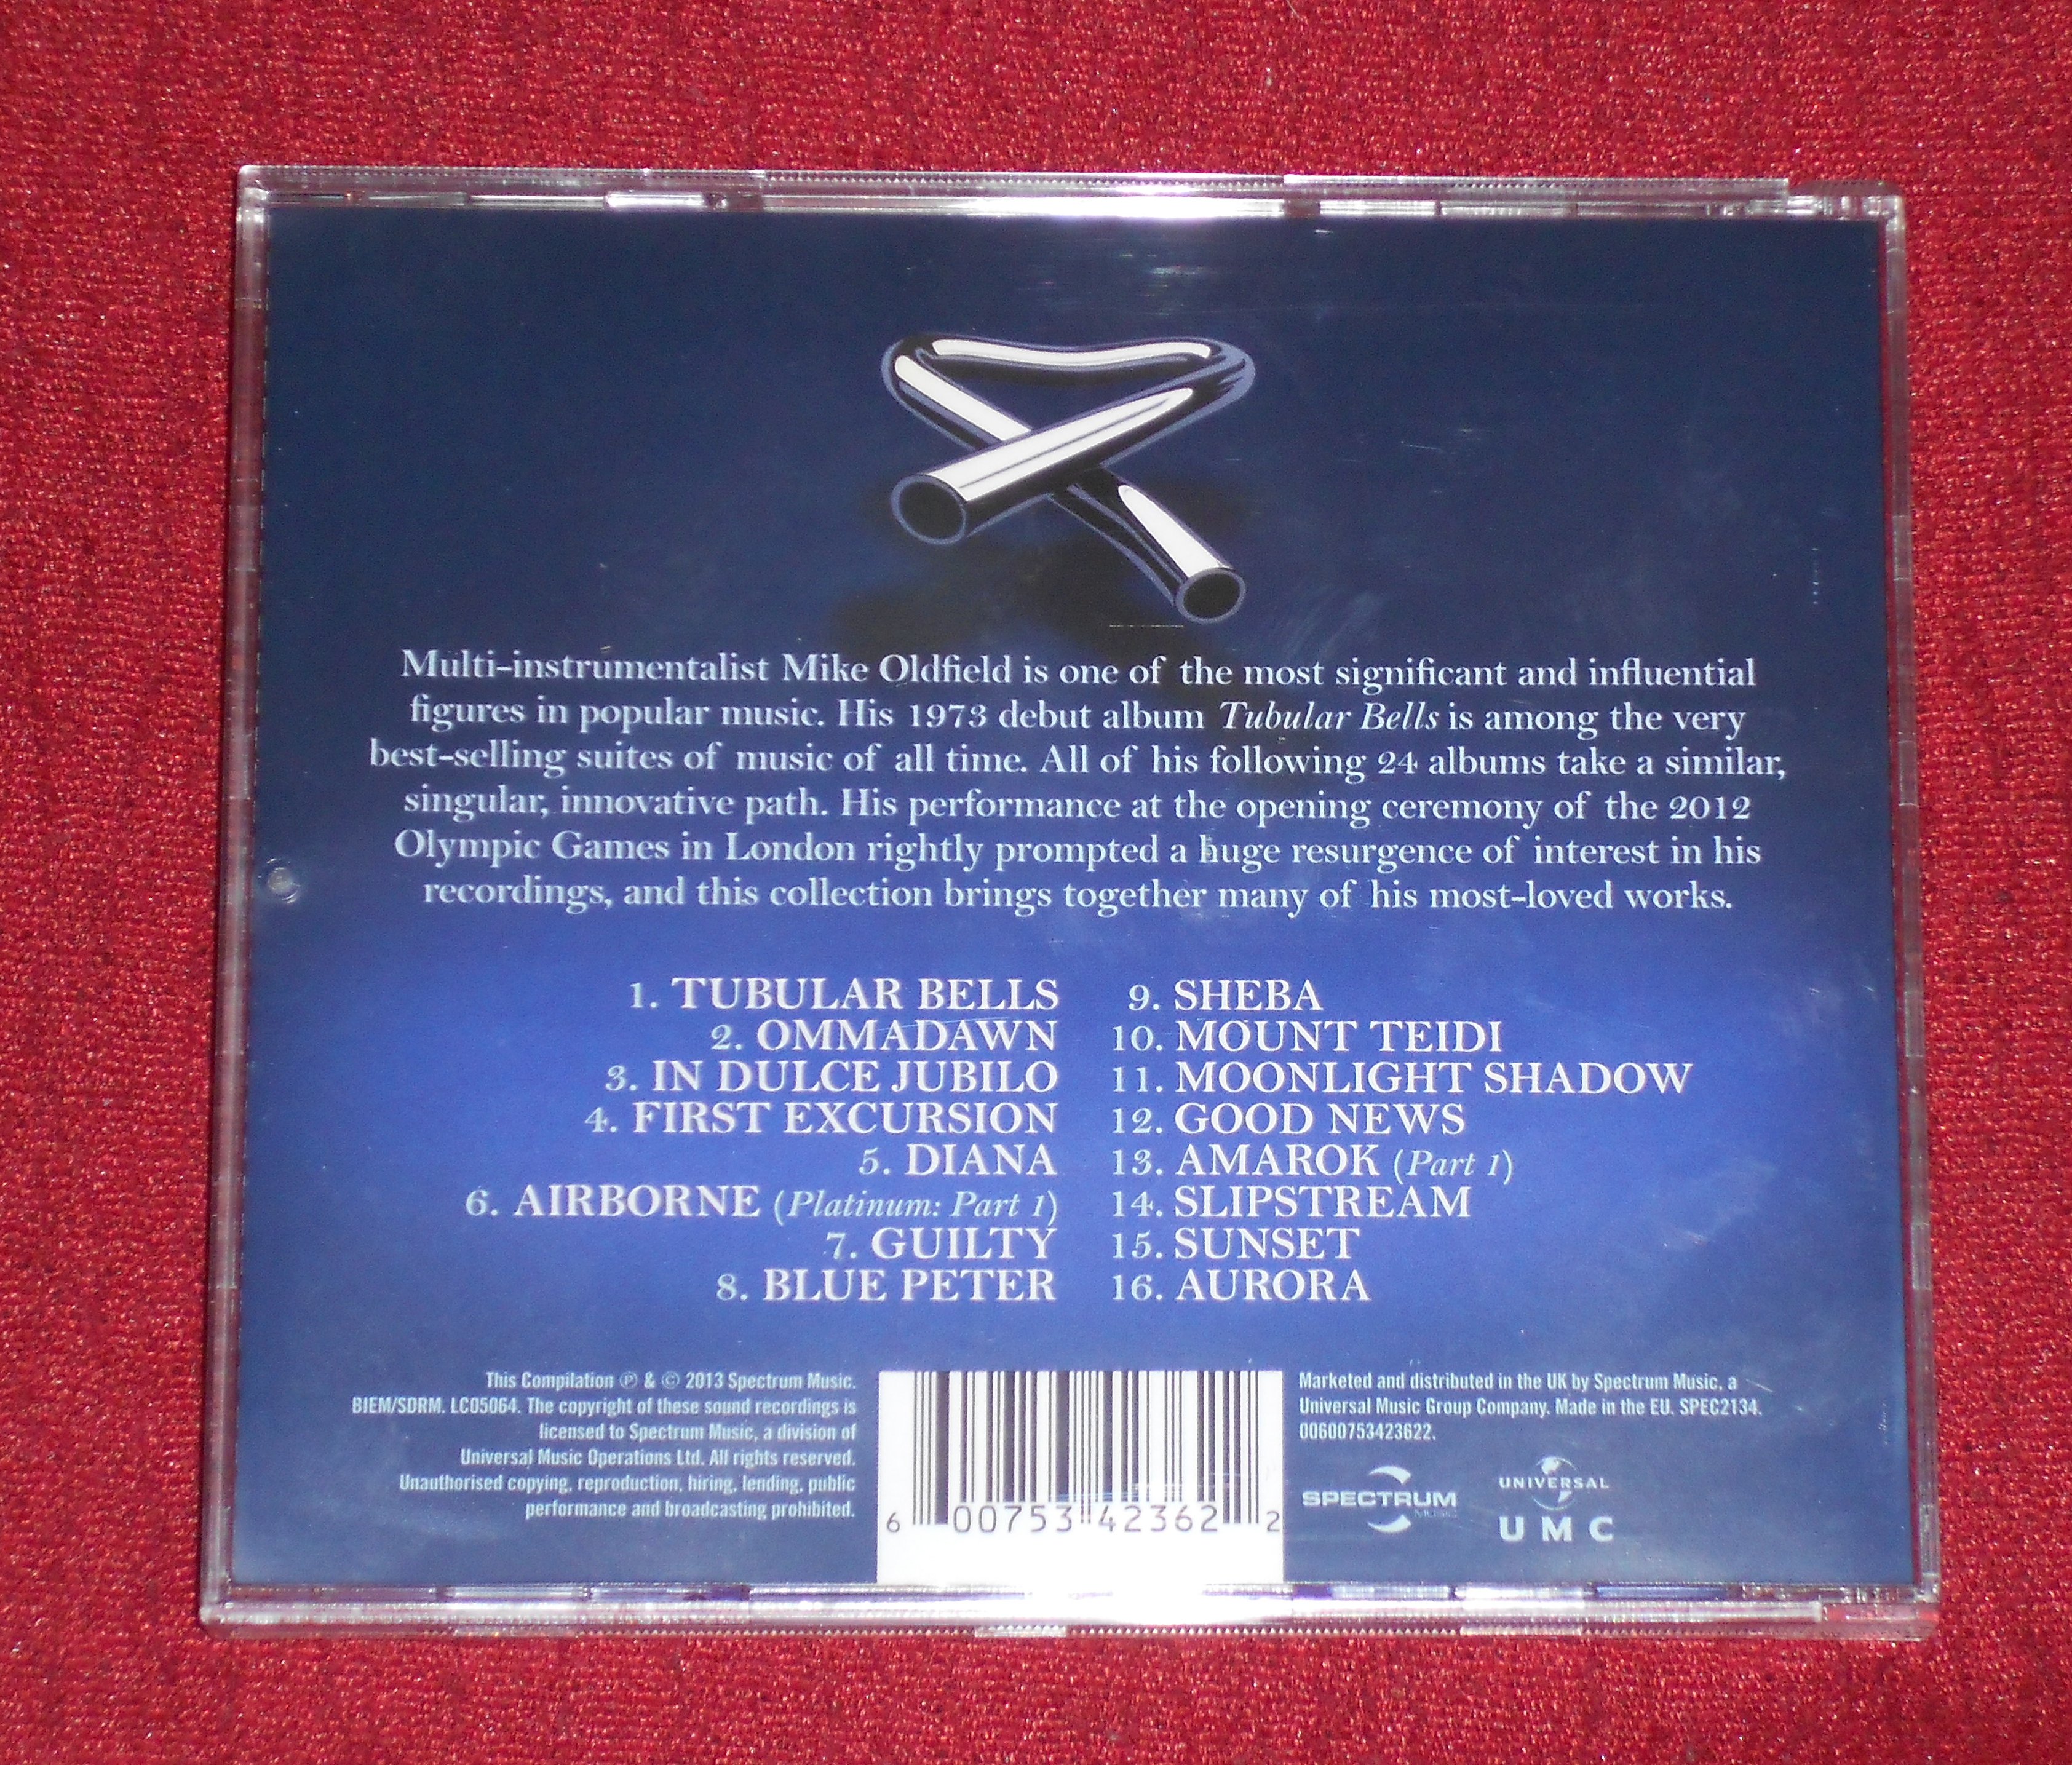 Multi-instrumentalist Mike Oldfield is one of the most significant and influential
figures in popular music. His 1973 debut album Tubular Bells is among the very
best-selling suites of music of all time. All of his following 24 albums take a similar,
singular, innovative path. His performance at the opening ceremony of the 2012
Olympic Games in London rightly prompted a huge resurgence of interest in his
recordings, and this collection brings together many of his most-loved works.
1. TUBULAR BELLS
2. OMMADAWN
3. IN DULCE JUBILO
4. FIRST EXCURSION
5. DIANA
6. AIRBORNE (Platinum: Part 1)
7. GUILTY
8. BLUE PETER
9. SHEBA
10. MOUNT TEIDI
11. MOONLIGHT SHADOW
12. GOOD NEWS
13. AMAROK (Part 1)
14. SLIPSTREAM
15. SUNSET
16. AURORA
This Compilation ℗ & © 2013 Spectrum Music.
BIEM/SDRM. LC05064. The copyright of these sound recordings is
licensed to Spectrum Music, a division of
Universal Music Operations Ltd. All rights reserved.
Unauthorised copying, reproduction, hiring, lending, public
performance and broadcasting prohibited.
6 00753 42362 2
Marketed and distributed in the UK by Spectrum Music, a
Universal Music Group Company. Made in the EU. SPEC2134.
00600753423622.
SPECTRUM
MUSIC
UNIVERSAL
UMC